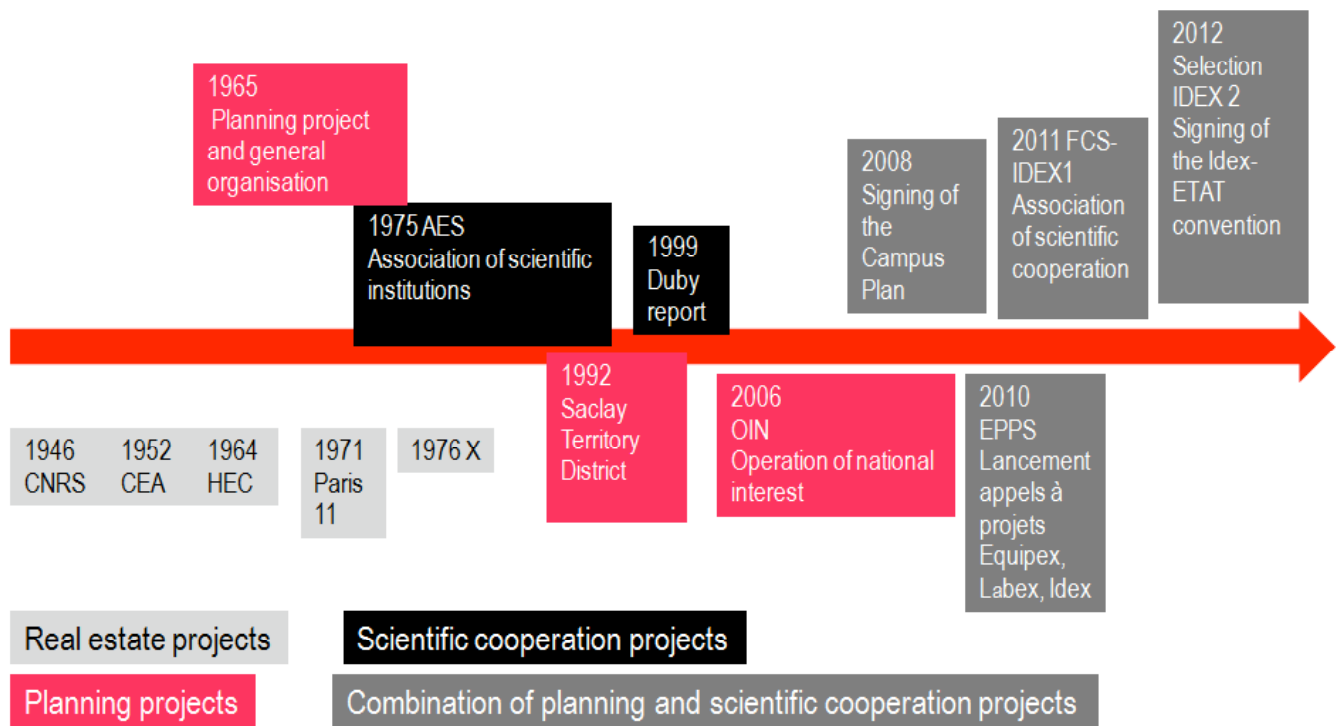 1965
Planning project
and general
organisation
1975 AES
Association of scientific
institutions
1999
Duby
report
2008
Signing of
the
Campus
Plan
2011 FCS-
IDEX1
Association
of scientific
cooperation
2012
Selection
IDEX 2
Signing of
the Idex-
ETAT
convention
1946
CNRS
1952
CEA
1964
HEC
1971
Paris
11
1976 X
1992
Saclay
Territory
District
2006
OIN
Operation of national
interest
2010
EPPS
Lancement
appels à
projets
Equipex,
Labex, Idex
Real estate projects
Scientific cooperation projects
Planning projects
Combination of planning and scientific cooperation projects